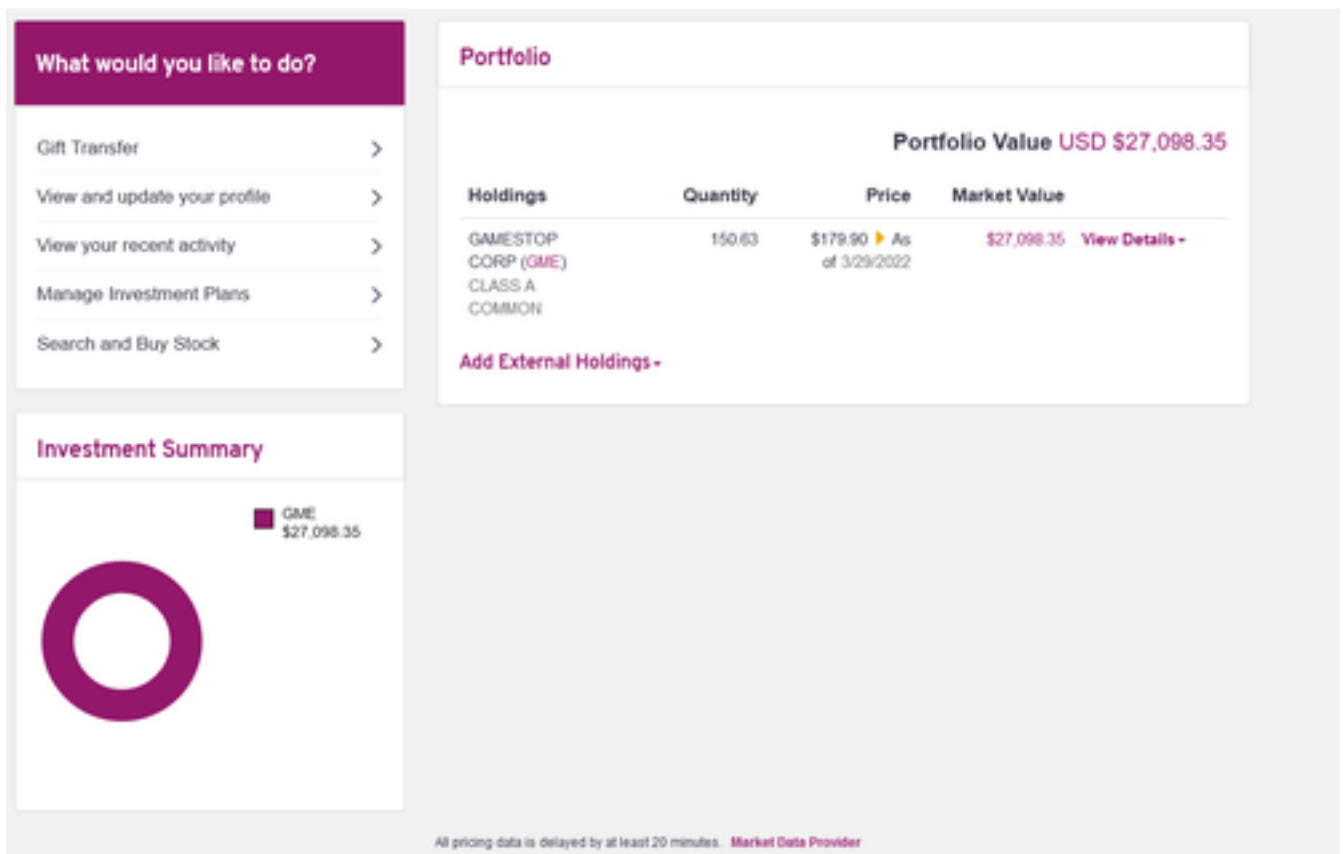 What would you like to do?
Gift Transfer
View and update your profile
View your recent activity
Manage Investment Plans
Search and Buy Stock
Portfolio
Portfolio Value USD $27,098.35
Holdings Quantity Price Market Value
GAMESTOP 150.63 $179.90 As $27,098.35 View Details
CORP (GME) of 3/29/2022
CLASS A
COMMON
Add External Holdings
Investment Summary
GME
$27,098.35
All pricing data is delayed by at least 20 minutes. Market Data Provider